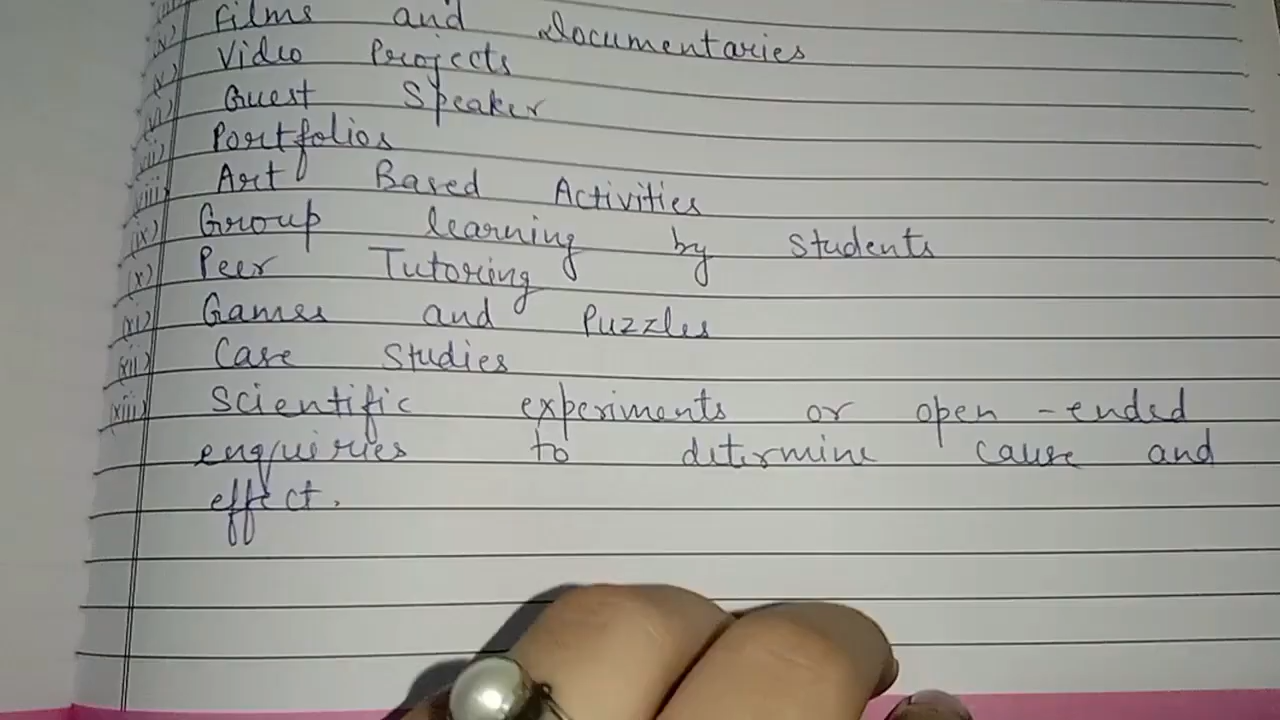 (iv) Films and Documentaries
(v) Video Projects
(vi) Guest Speaker
(vii) Portfolios
(viii) Art Based Activities
(ix) Group learning by students
(x) Peer Tutoring
(xi) Games and Puzzles
(xii) Case Studies
(xiii) Scientific experiments or open-ended
enquiries to determine cause and
effect.